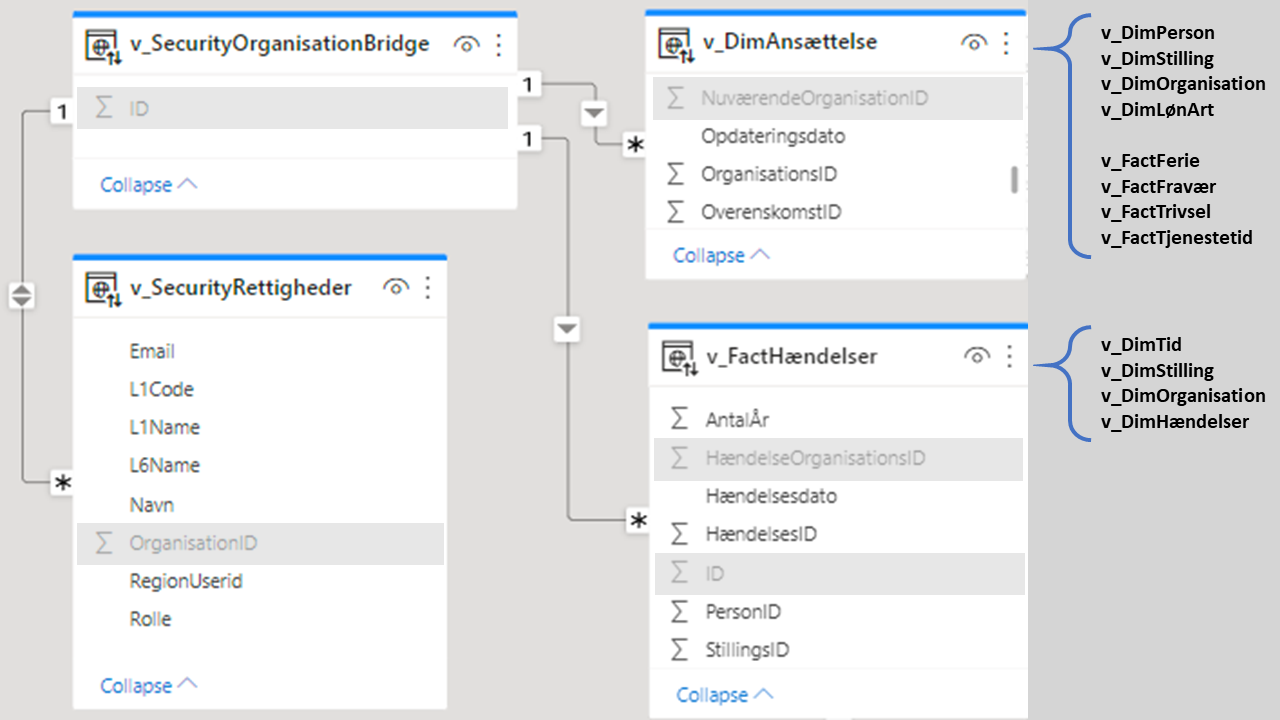 v_SecurityOrganisationBridge
∑ ID
Collapse
1
1
1
*
v_SecurityRettigheder
Email
L1Code
L1Name
L6Name
Navn
∑ OrganisationID
RegionUserid
Rolle
Collapse
*
v_DimAnsættelse
∑ NuværendeOrganisationID
Opdateringsdato
∑ OrganisationsID
∑ OverenskomstID
Collapse
*
v_FactHændelser
∑ AntalÅr
∑ HændelseOrganisationsID
Hændelsesdato
∑ HændelsesID
∑ ID
∑ PersonID
∑ StillingsID
Collapse
v_DimPerson
v_DimStilling
v_DimOrganisation
v_DimLønArt
v_FactFerie
v_FactFravær
v_FactTrivsel
v_FactTjenestetid
v_DimTid
v_DimStilling
v_DimOrganisation
v_DimHændelser